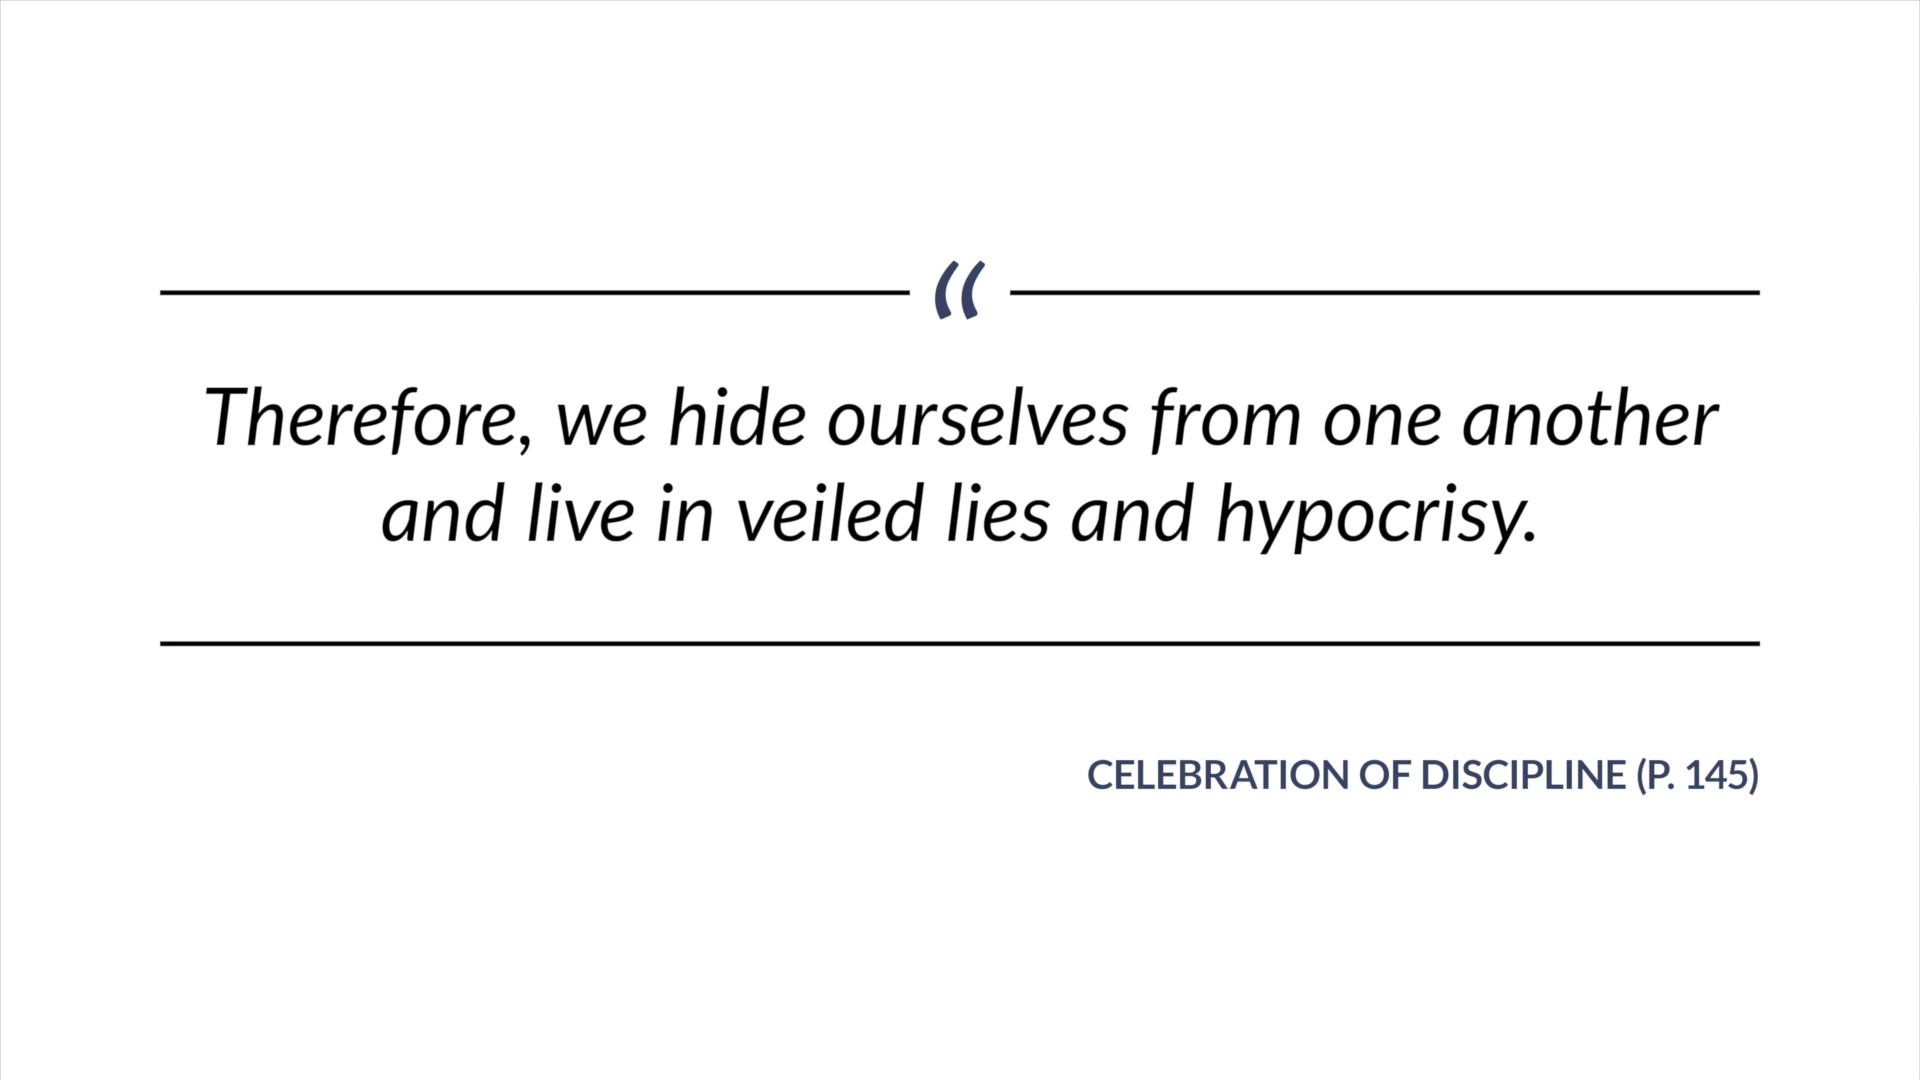 “
Therefore, we hide ourselves from one another
and live in veiled lies and hypocrisy.
CELEBRATION OF DISCIPLINE (P. 145)